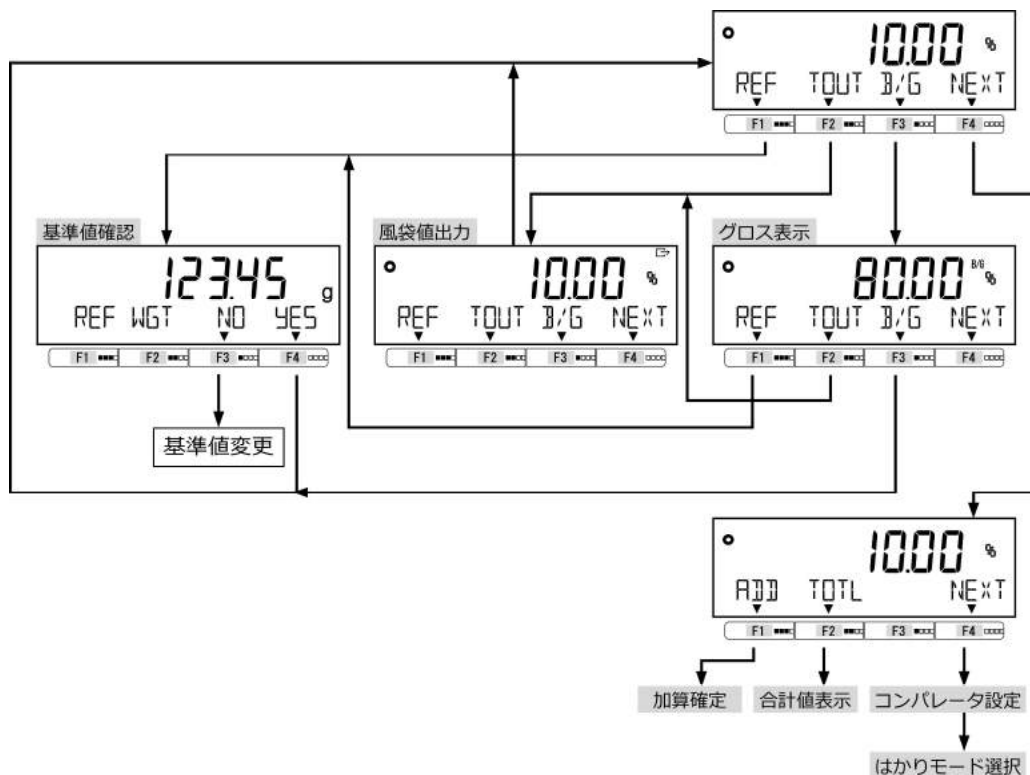 10.00 %
REF TOUT B/G NEXT
F1 F2 F3 F4
基準値確認
123.45 g
REF WGT NO YES
F1 F2 F3 F4
基準値変更
風袋値出力
10.00 %
REF TOUT B/G NEXT
F1 F2 F3 F4
グロス表示
80.00 B/G %
REF TOUT B/G NEXT
F1 F2 F3 F4
10.00 %
ADD TOTL NEXT
F1 F2 F3 F4
加算確定 合計値表示 コンパレータ設定
はかりモード選択